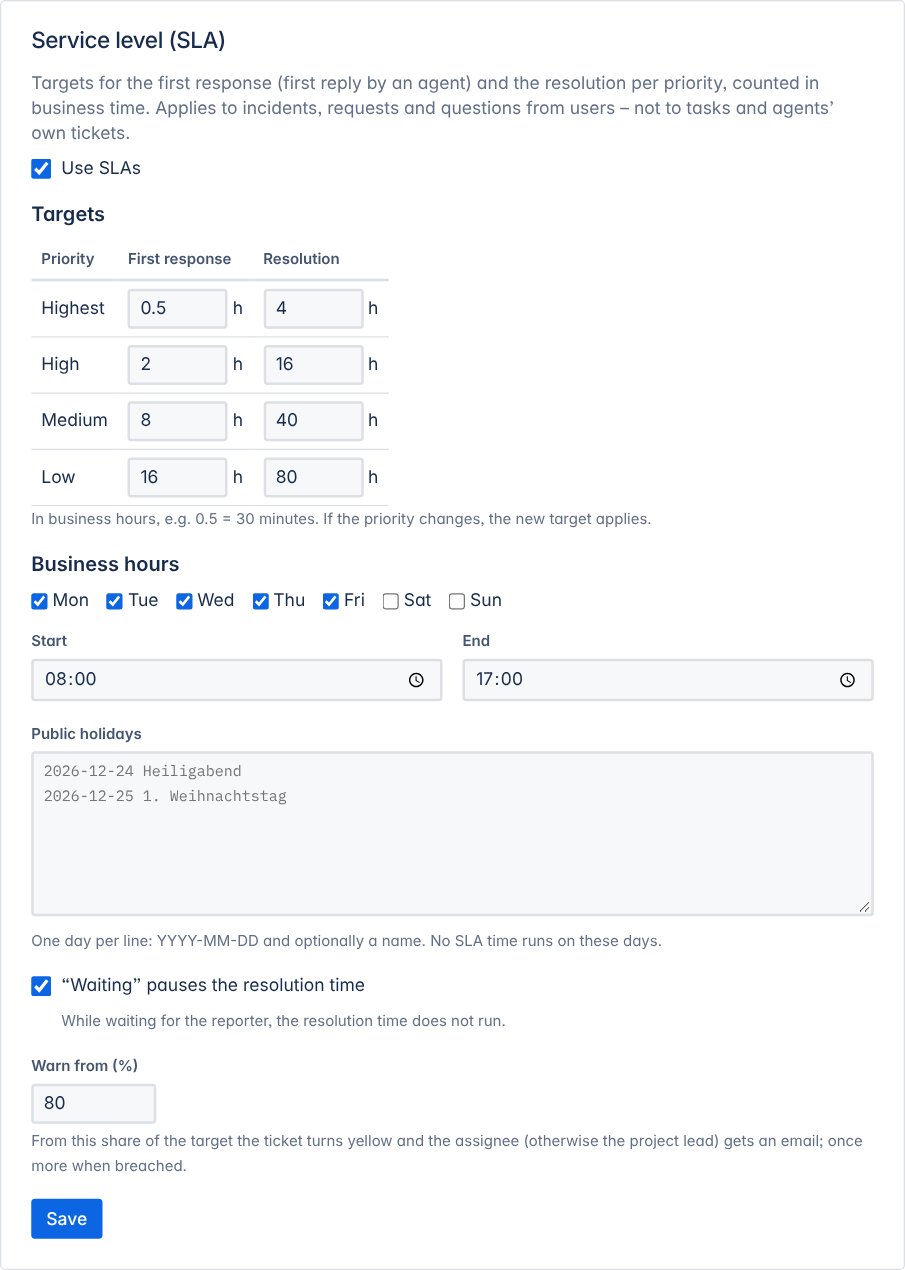 Service level (SLA)
Targets for the first response (first reply by an agent) and the resolution per priority, counted in
business time. Applies to incidents, requests and questions from users – not to tasks and agents’
own tickets.
Use SLAs
Targets
Priority First response Resolution
Highest 0.5 h 4 h
High 2 h 16 h
Medium 8 h 40 h
Low 16 h 80 h
In business hours, e.g. 0.5 = 30 minutes. If the priority changes, the new target applies.
Business hours
Mon Tue Wed Thu Fri Sat Sun
Start End
08:00 17:00
Public holidays
2026-12-24 Heiligabend
2026-12-25 1. Weihnachtstag
One day per line: YYYY-MM-DD and optionally a name. No SLA time runs on these days.
“Waiting” pauses the resolution time
While waiting for the reporter, the resolution time does not run.
Warn from (%)
80
From this share of the target the ticket turns yellow and the assignee (otherwise the project lead) gets an email; once
more when breached.
Save